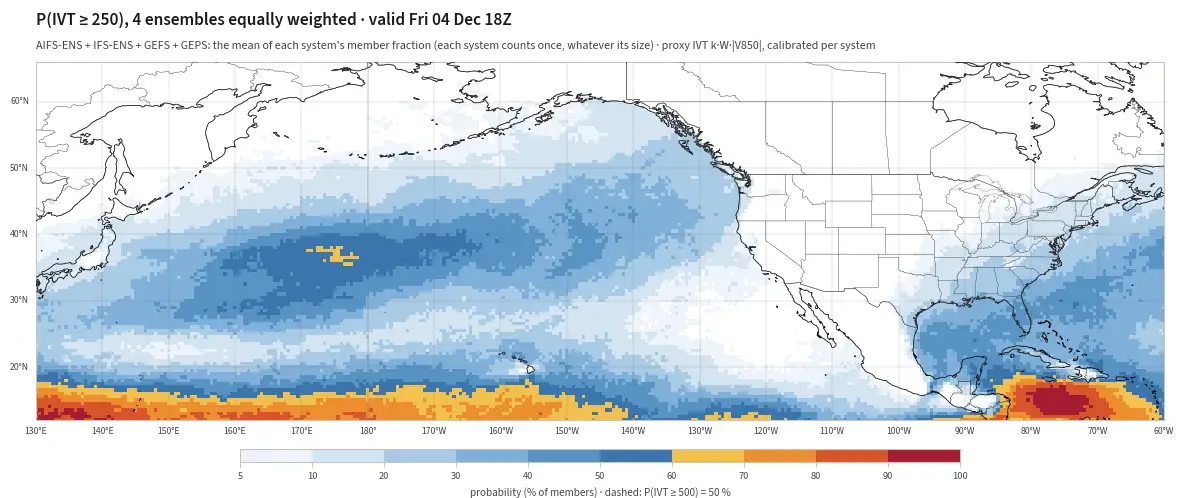 P(IVT ≥ 250), 4 ensembles equally weighted · valid Fri 04 Dec 18Z
AIFS-ENS + IFS-ENS + GEFS + GEPS: the mean of each system's member fraction (each system counts once, whatever its size) · proxy IVT k·W·|V850|, calibrated per system
60°N
50°N
40°N
30°N
20°N
130°E 140°E 150°E 160°E 170°E 180° 170°W 160°W 150°W 140°W 130°W 120°W 110°W 100°W 90°W 80°W 70°W 60°W
5 10 20 30 40 50 60 70 80 90 100
probability (% of members) · dashed: P(IVT ≥ 500) = 50 %